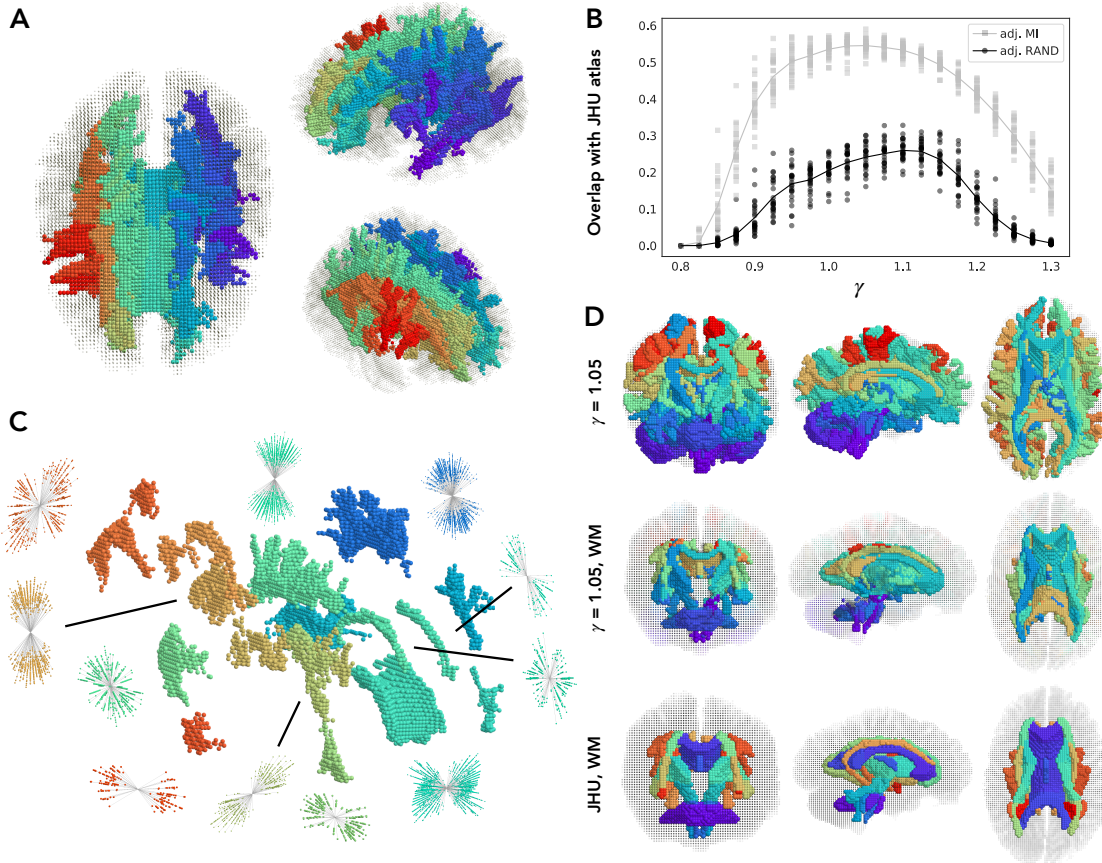 A
B
Overlap with JHU atlas
0.6
0.5
0.4
0.3
0.2
0.1
0.0
adj. MI
adj. RAND
0.8 0.9 1.0 1.1 1.2 1.3
γ
C
D
γ = 1.05
γ = 1.05, WM
JHU, WM